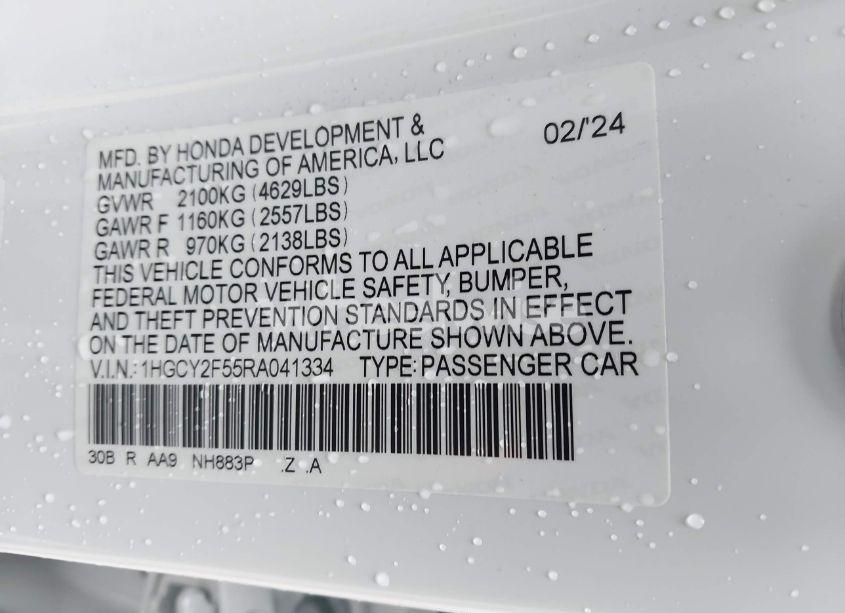 MFD. BY HONDA DEVELOPMENT & 02/'24
MANUFACTURING OF AMERICA, LLC
GVWR 2100KG (4629LBS)
GAWR F 1160KG (2557LBS)
GAWR R 970KG (2138LBS)
THIS VEHICLE CONFORMS TO ALL APPLICABLE
FEDERAL MOTOR VEHICLE SAFETY, BUMPER,
AND THEFT PREVENTION STANDARDS IN EFFECT
ON THE DATE OF MANUFACTURE SHOWN ABOVE.
V.I.N.: 1HGCY2F55RA041334 TYPE: PASSENGER CAR
30B R AA9 NH883P .Z .A